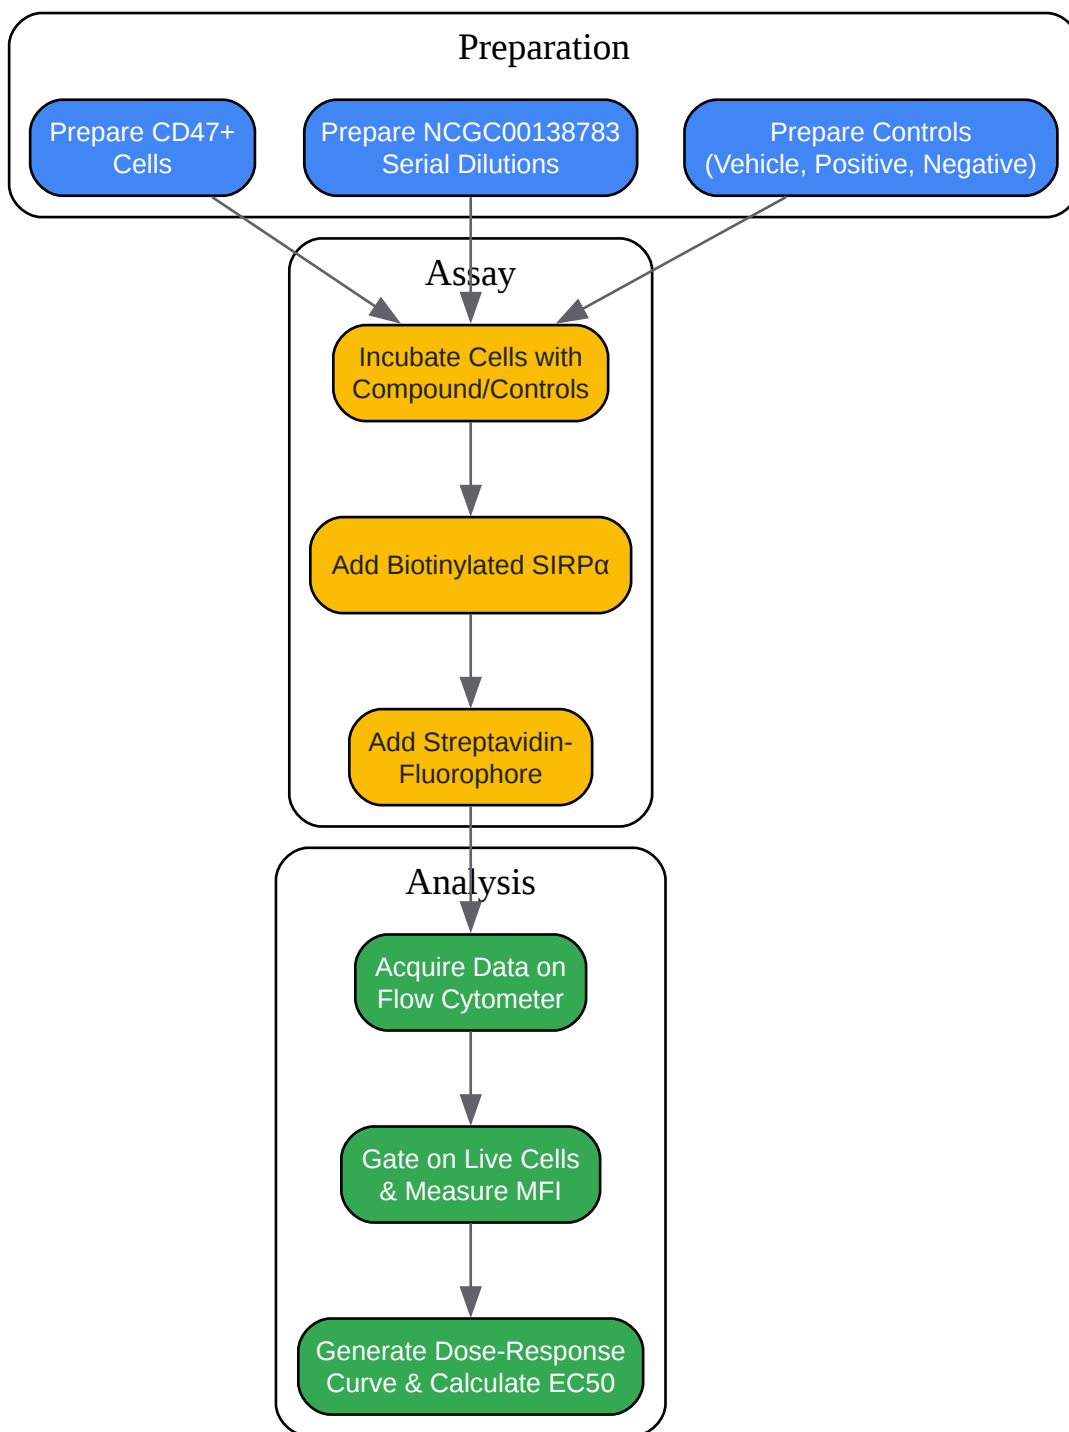 Preparation
Prepare CD47+
Cells
Prepare NCGC00138783
Serial Dilutions
Prepare Controls
(Vehicle, Positive, Negative)
Assay
Incubate Cells with
Compound/Controls
Add Biotinylated SIRPα
Add Streptavidin-
Fluorophore
Analysis
Acquire Data on
Flow Cytometer
Gate on Live Cells
& Measure MFI
Generate Dose-Response
Curve & Calculate EC50